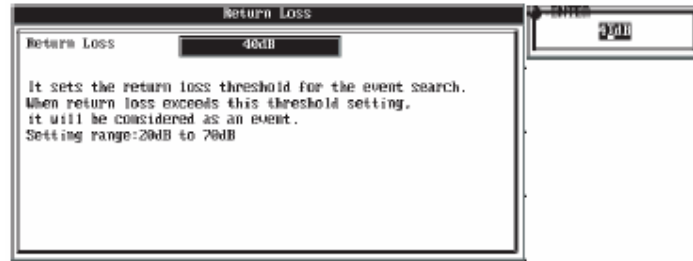 Return Loss
ENTER
Return Loss 40dB
40dB
It sets the return loss threshold for the event search.
When return loss exceeds this threshold setting,
it will be considered as an event.
Setting range:20dB to 70dB